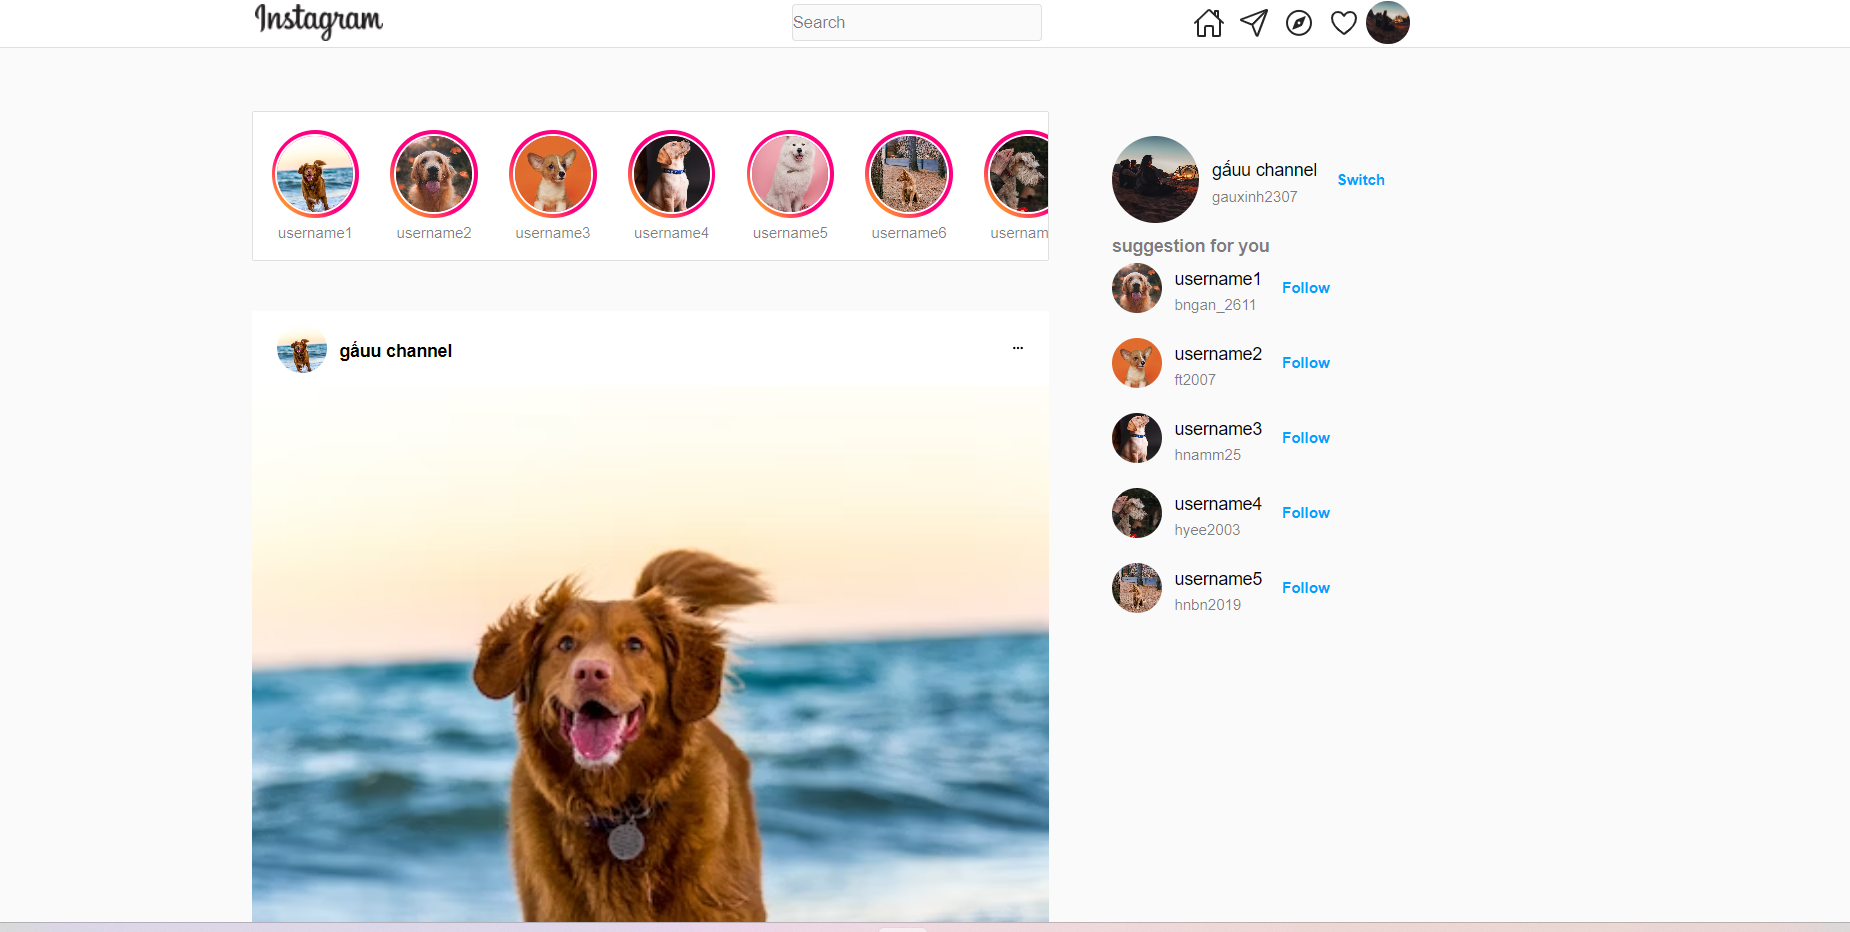 Instagram
Search
username1
username2
username3
username4
username5
username6
usernam
gấuu channel
gauxinh2307
Switch
suggestion for you
username1
bngan_2611
Follow
username2
ft2007
Follow
username3
hnamm25
Follow
username4
hyee2003
Follow
username5
hnbn2019
Follow
gấuu channel
...